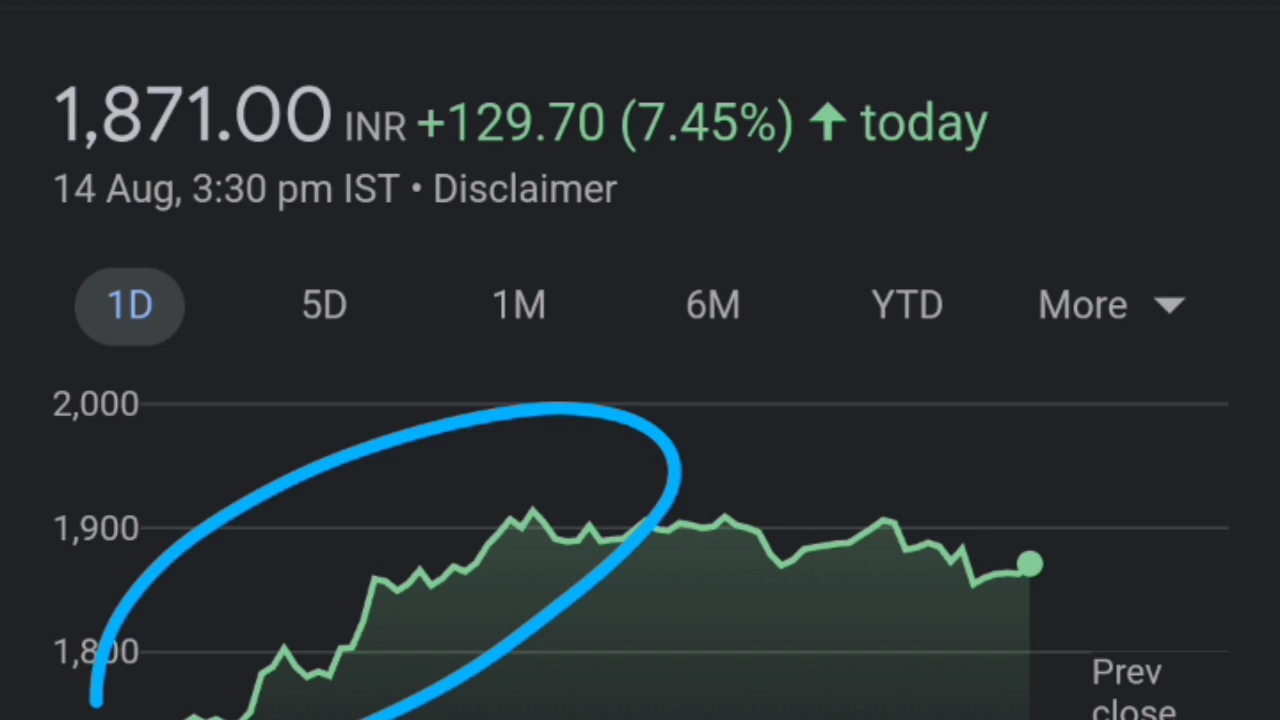 1,871.00 INR +129.70 (7.45%) ↑ today
14 Aug, 3:30 pm IST • Disclaimer
1D 5D 1M 6M YTD More
2,000
1,900
1,800
Prev
close